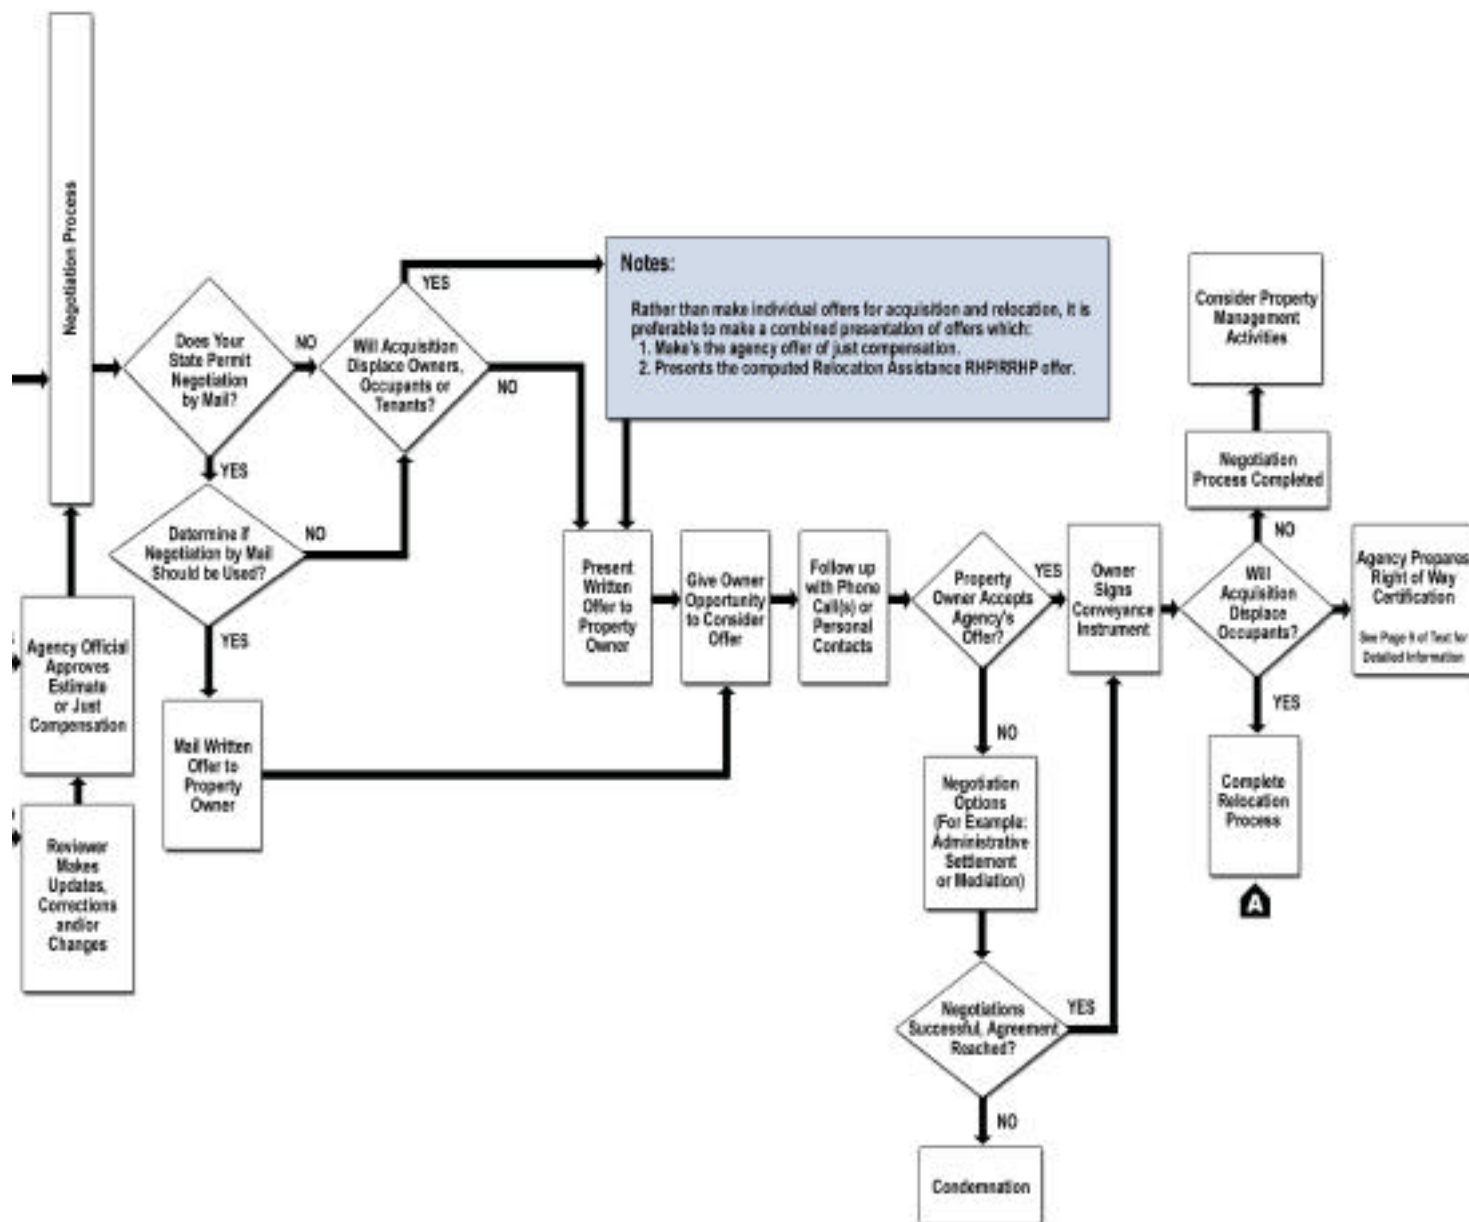 Negotiation Process
Does Your
State Permit
Negotiation
by Mail?
NO
YES
Determine if
Negotiation by Mail
Should be Used?
NO
YES
Mail Written
Offer to
Property
Owner
Agency Official
Approves
Estimate
or Just
Compensation
Reviewer
Makes
Updates,
Corrections
and/or
Changes
Will Acquisition
Displace Owners,
Occupants or
Tenants?
YES
NO
Notes:
Rather than make individual offers for acquisition and relocation, it is
preferable to make a combined presentation of offers which:
1. Make's the agency offer of just compensation.
2. Presents the computed Relocation Assistance RHP/RRHP offer.
Present
Written
Offer to
Property
Owner
Give Owner
Opportunity
to Consider
Offer
Follow up
with Phone
Call(s) or
Personal
Contacts
Property
Owner Accepts
Agency's
Offer?
YES
NO
Negotiation
Options
(For Example:
Administrative
Settlement
or Mediation)
Negotiations
Successful, Agreement
Reached?
YES
NO
Condemnation
Owner
Signs
Conveyance
Instrument
Will
Acquisition
Displace
Occupants?
NO
YES
Negotiation
Process Completed
Consider Property
Management
Activities
Agency Prepares
Right of Way
Certification
See Page 9 of Text for
Detailed Information
Complete
Relocation
Process
A